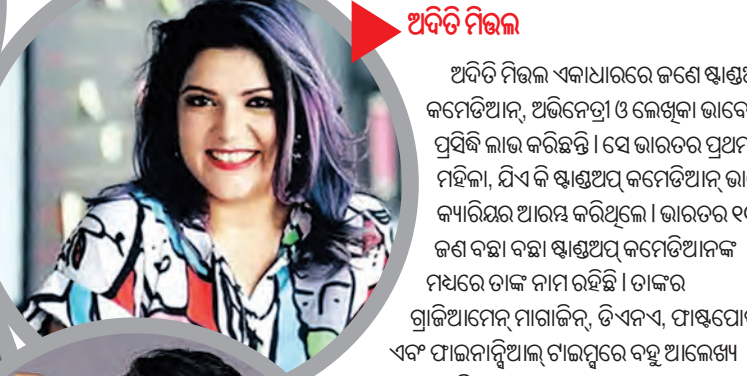 ଅଦିତି ମିତ୍ତଲ
ଅଦିତି ମିତ୍ତଲ ଏକାଧାରରେ ଜଣେ
କମେଡିଆନ୍, ଅଭିନେତ୍ରୀ ଓ ଲେଖିକା ଭାବେ
ପ୍ରସିଦ୍ଧି ଲାଭ କରିଛନ୍ତି । ସେ ଭାରତର ପ୍ରଥମ
ମହିଳା, ଯିଏ କି ଷ୍ଟାଣ୍ଡଅପ୍ କମେଡିଆନ୍
କ୍ୟାରିୟର ଆରମ୍ଭ କରିଥିଲେ । ଭାରତର
ଜଣ ବଛା ବଛା ଷ୍ଟାଣ୍ଡଅପ୍ କମେଡିଆନଙ୍କ
ମଧ୍ୟରେ ତାଙ୍କ ନାମ ରହିଛି । ତାଙ୍କର
ଗ୍ରାଜିଆମେନ୍ ମାଗାଜିନ୍, ଡିଏନଏ,
ଏବଂ ଫାଇନାନ୍ସିଆଲ୍ ଟାଇମ୍ସରେ ବହୁ ଆଲେଖ୍ୟ